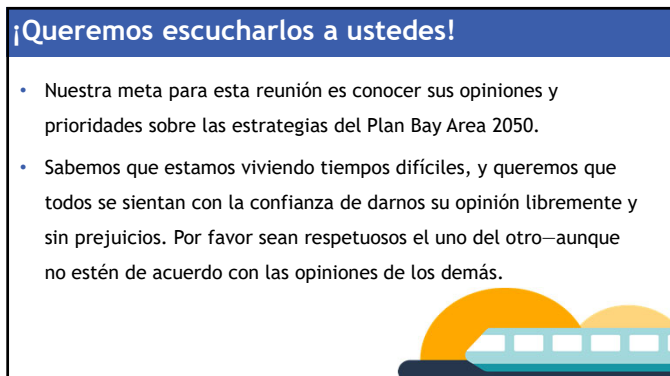 ¡Queremos escucharlos a ustedes!
• Nuestra meta para esta reunión es conocer sus opiniones y
prioridades sobre las estrategias del Plan Bay Area 2050.
• Sabemos que estamos viviendo tiempos difíciles, y queremos que
todos se sientan con la confianza de darnos su opinión libremente y
sin prejuicios. Por favor sean respetuosos el uno del otro—aunque
no estén de acuerdo con las opiniones de los demás.